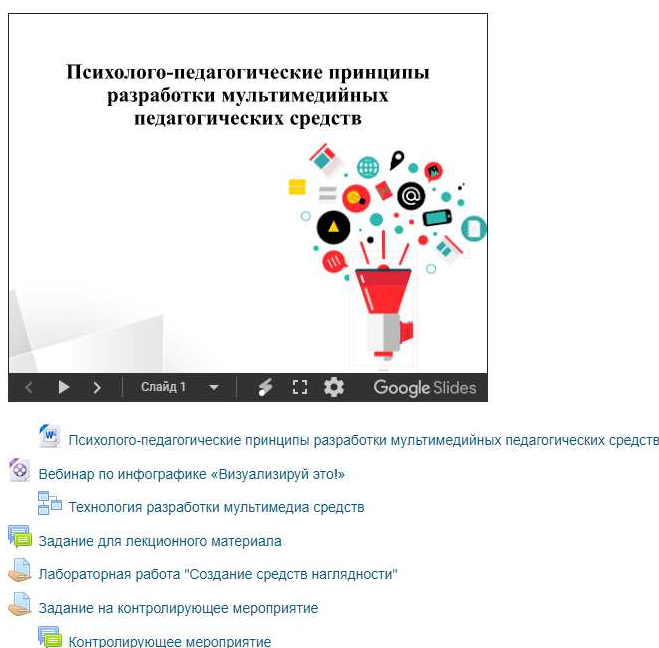 Психолого-педагогические принципы
разработки мультимедийных
педагогических средств
Слайд 1
Google Slides
Психолого-педагогические принципы разработки мультимедийных педагогических средств
Вебинар по инфографике «Визуализируй это!»
Технология разработки мультимедиа средств
Задание для лекционного материала
Лабораторная работа "Создание средств наглядности"
Задание на контролирующее мероприятие
Контролирующее мероприятие